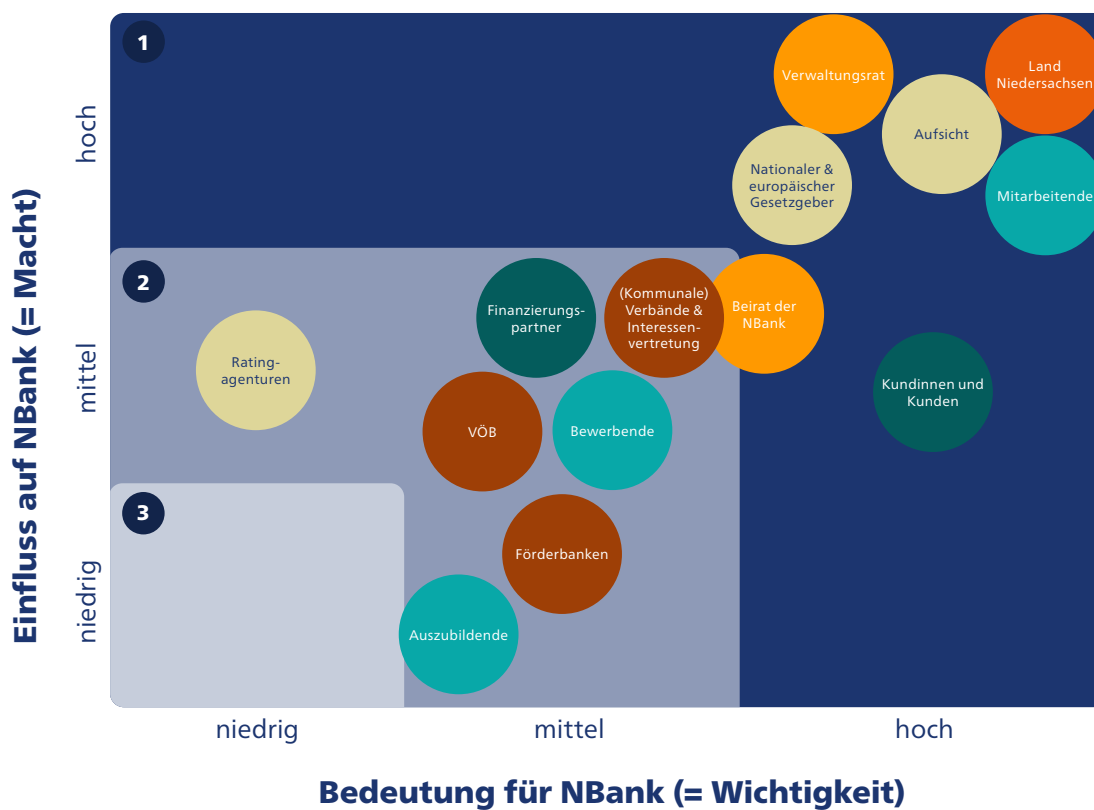 1
Verwaltungsrat
Land
Niedersachsen
Aufsicht
Nationaler &
europäischer
Gesetzgeber
Mitarbeitende
2
Finanzierungs-
partner
(Kommunale)
Verbände &
Interessen-
vertretung
Beirat der
NBank
Rating-
agenturen
Kundinnen und
Kunden
VÖB
Bewerbende
3
Förderbanken
Auszubildende
Einfluss auf NBank (= Macht)
hoch
mittel
niedrig
niedrig
mittel
hoch
Bedeutung für NBank (= Wichtigkeit)